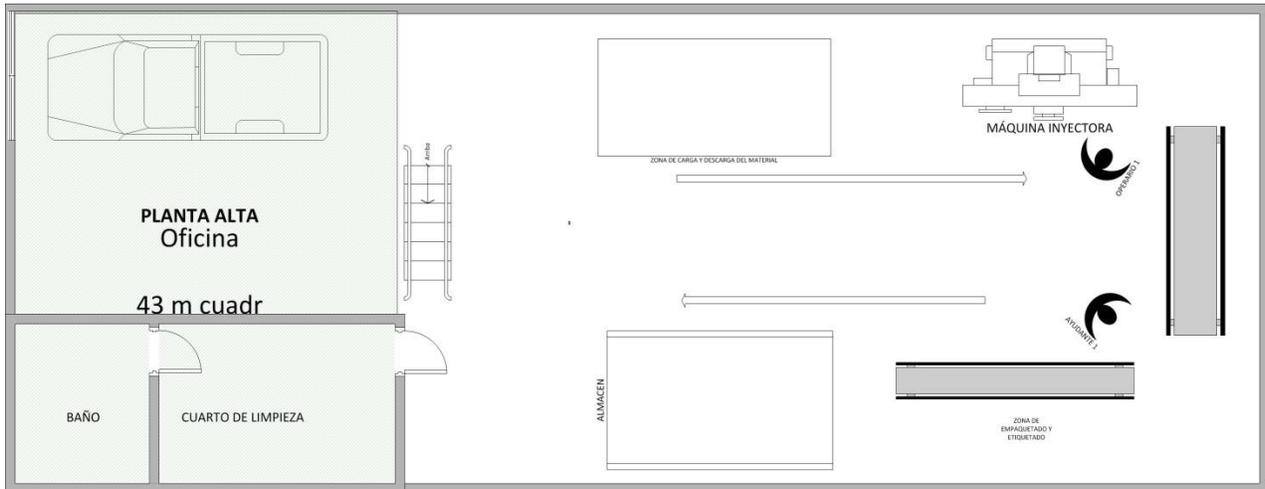 PLANTA ALTA
Oficina
43 m cuadr
BAÑO
CUARTO DE LIMPIEZA
Arriba
ZONA DE CARGA Y DESCARGA DEL MATERIAL
ALMACEN
MÁQUINA INYECTORA
OPERARIO 1
AYUDANTE 1
ZONA DE
EMPAQUETADO Y
ETIQUETADO